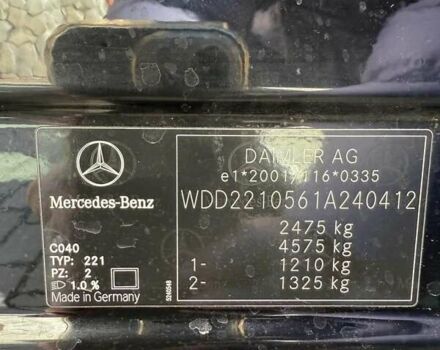 DAIMLER AG
e1*2001/116*0335
WDD2210561A240412
2475 kg
4575 kg
1- 1210 kg
2- 1325 kg
Mercedes-Benz
C040
TYP: 221
PZ: 2
1.0 %
Made in Germany